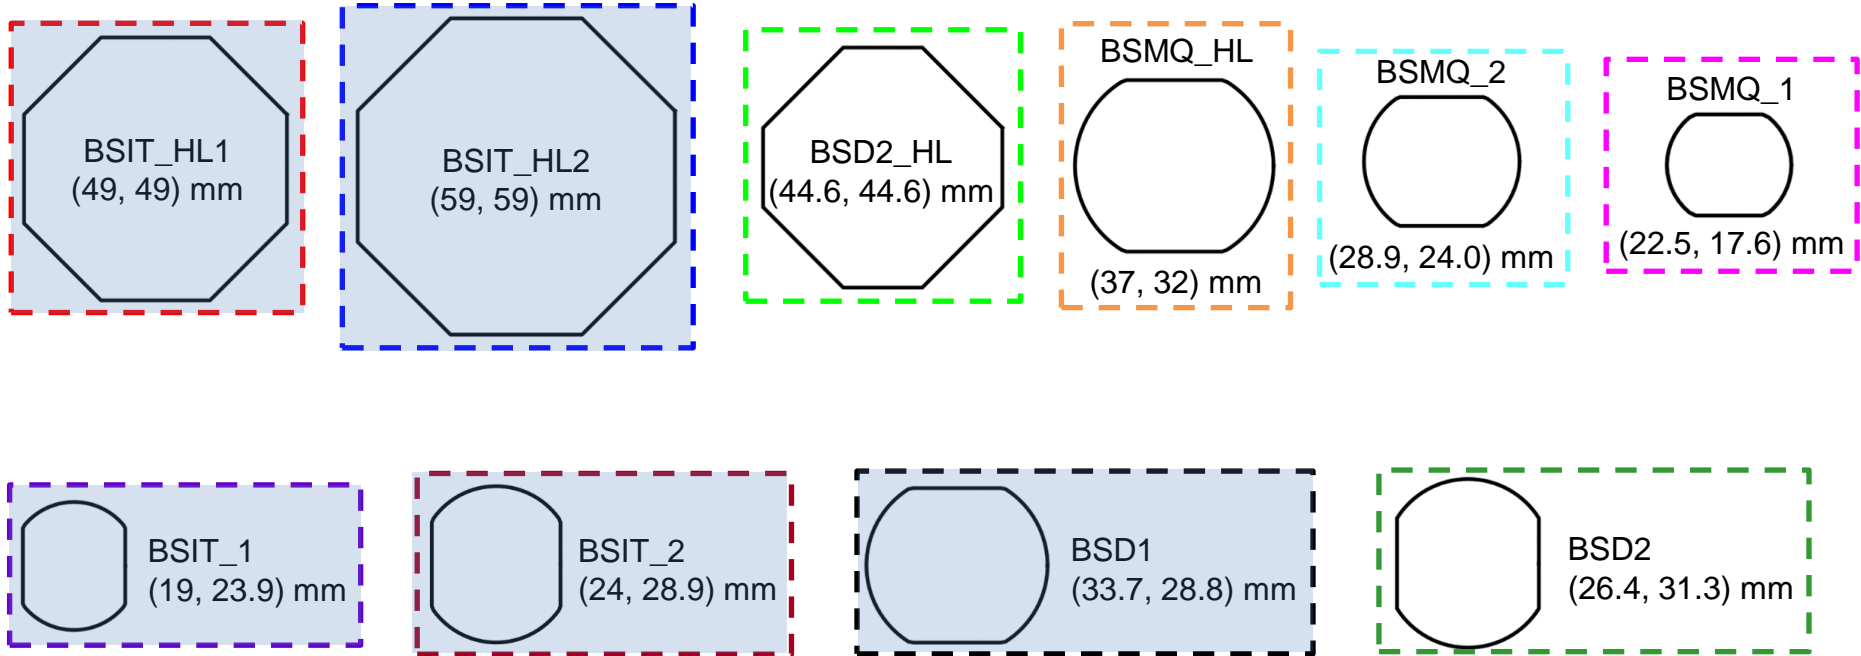 BSIT_HL1
(49, 49) mm
BSIT_HL2
(59, 59) mm
BSD2_HL
(44.6, 44.6) mm
BSMQ_HL
(37, 32) mm
BSMQ_2
(28.9, 24.0) mm
BSMQ_1
(22.5, 17.6) mm
BSIT_1
(19, 23.9) mm
BSIT_2
(24, 28.9) mm
BSD1
(33.7, 28.8) mm
BSD2
(26.4, 31.3) mm